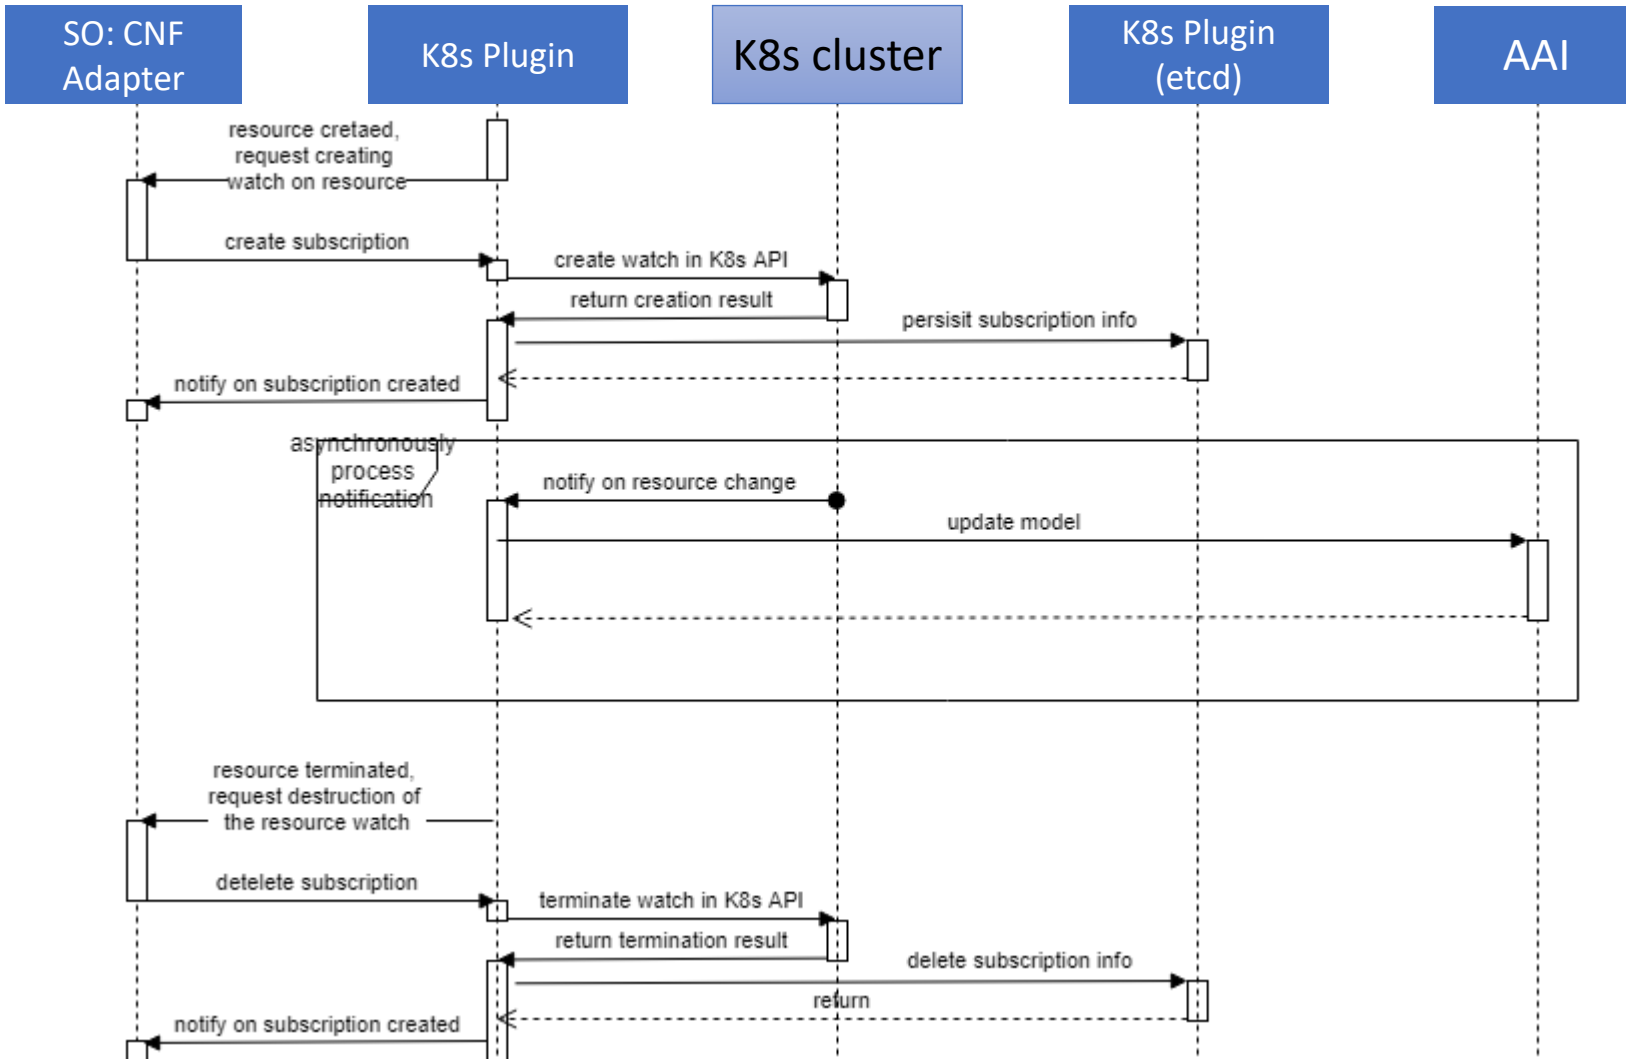 SO: CNF
Adapter
K8s Plugin
K8s cluster
K8s Plugin
(etcd)
AAI
resource cretaed,
request creating
watch on resource
create subscription
create watch in K8s API
return creation result
persisit subscription info
notify on subscription created
asynchronously
process
notification
notify on resource change
update model
resource terminated,
request destruction of
the resource watch
detelete subscription
terminate watch in K8s API
return termination result
delete subscription info
return
notify on subscription created